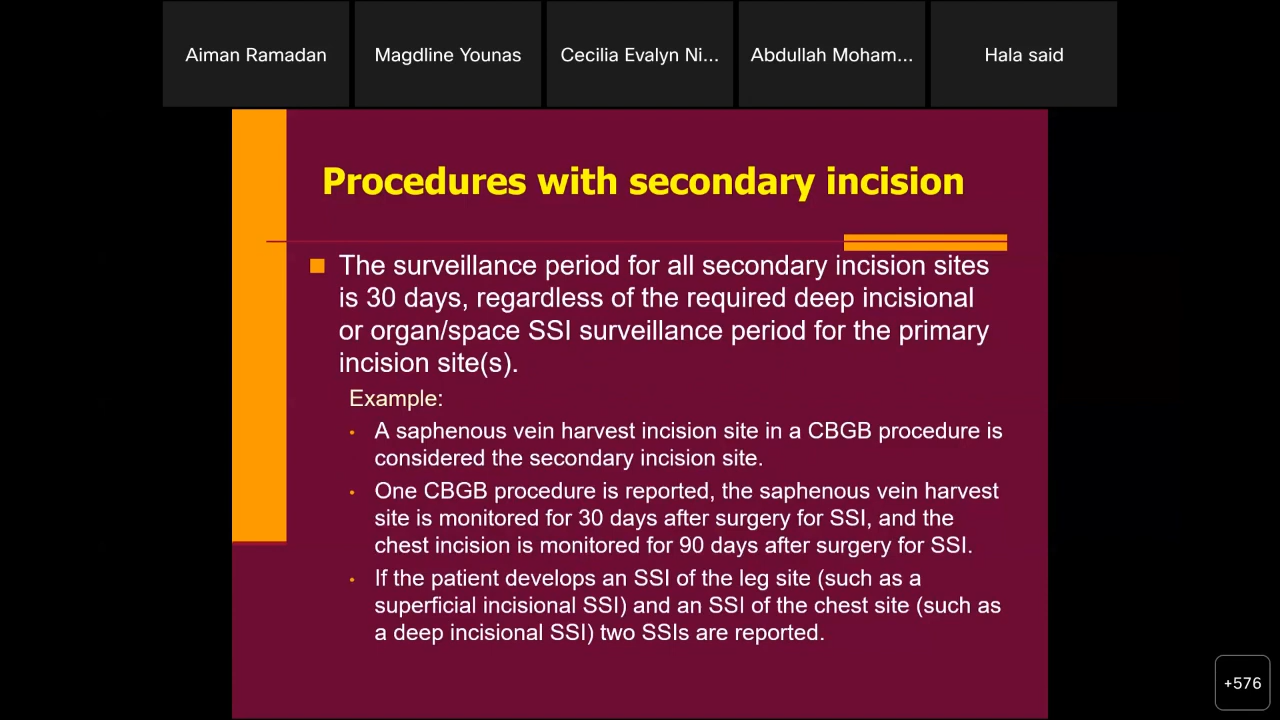 Aiman Ramadan
Magdline Younas
Cecilia Evalyn Ni...
Abdullah Moham...
Hala said
Procedures with secondary incision
The surveillance period for all secondary incision sites
is 30 days, regardless of the required deep incisional
or organ/space SSI surveillance period for the primary
incision site(s).
Example:
• A saphenous vein harvest incision site in a CBGB procedure is
considered the secondary incision site.
• One CBGB procedure is reported, the saphenous vein harvest
site is monitored for 30 days after surgery for SSI, and the
chest incision is monitored for 90 days after surgery for SSI.
• If the patient develops an SSI of the leg site (such as a
superficial incisional SSI) and an SSI of the chest site (such as
a deep incisional SSI) two SSIs are reported.
+576